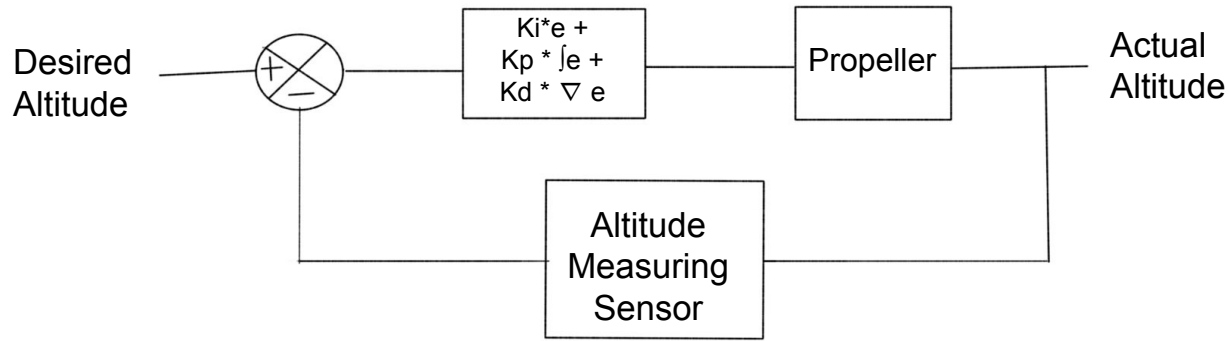 Desired
Altitude
+
−
Ki*e +
Kp * ∫e +
Kd * ∇ e
Propeller
Actual
Altitude
Altitude
Measuring
Sensor